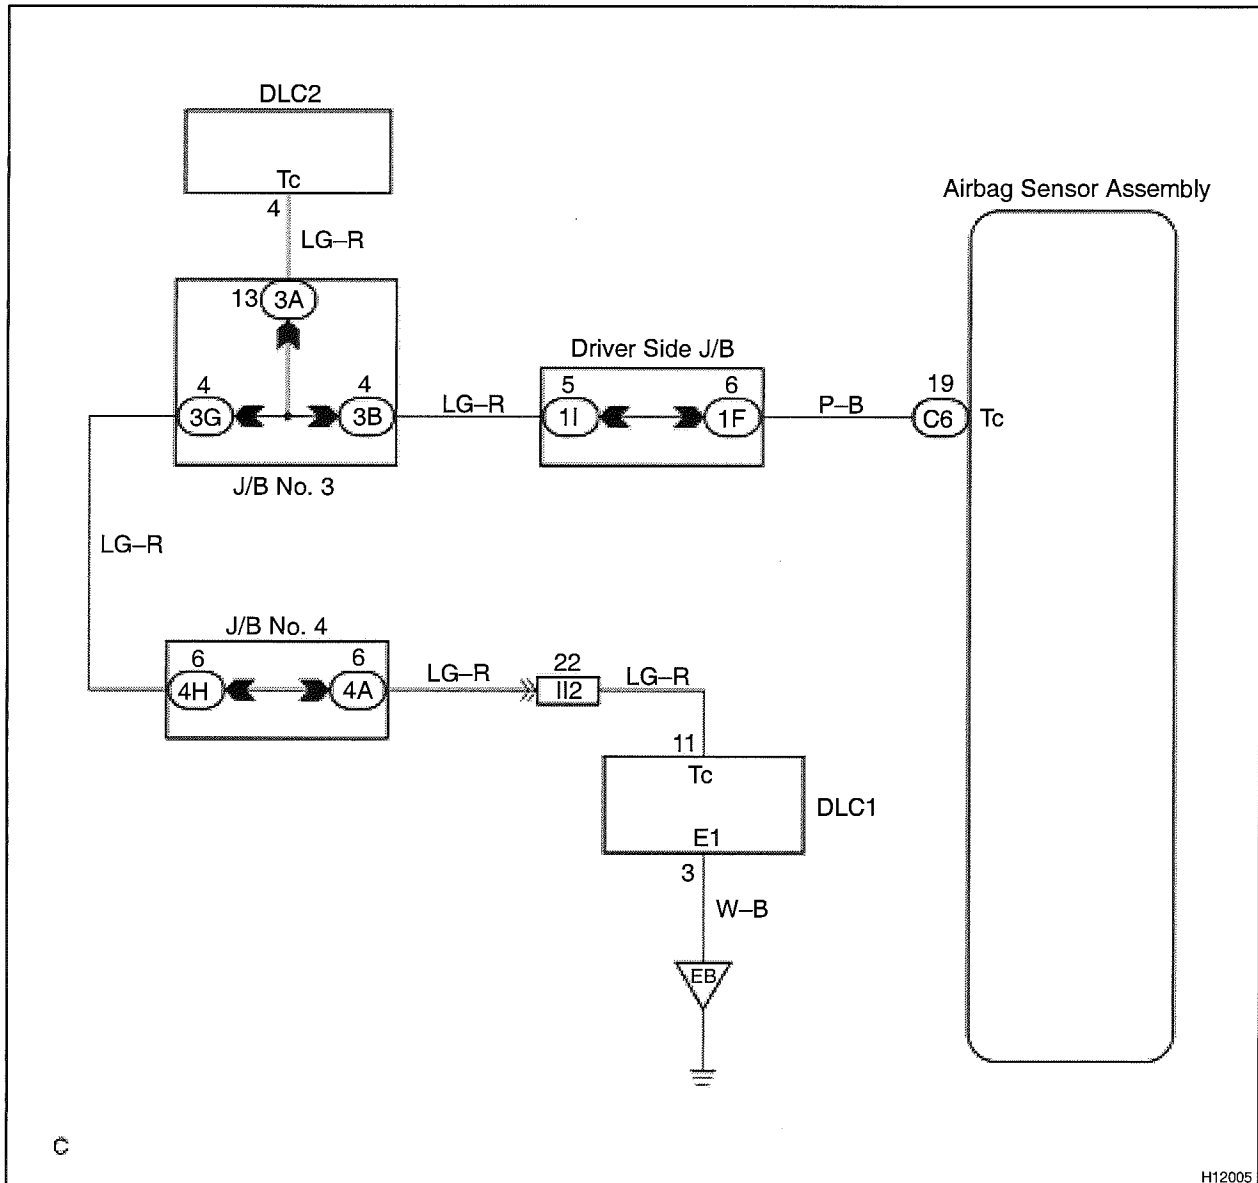 DLC2
Tc
4
LG–R
Airbag Sensor Assembly
13 3A
Driver Side J/B
4
4
5
6
19
3G
3B
LG–R
1I
1F
P–B
C6
Tc
J/B No. 3
LG–R
J/B No. 4
6
6
22
4H
4A
LG–R
II2
LG–R
11
Tc
DLC1
E1
3
W–B
EB
C
H12005